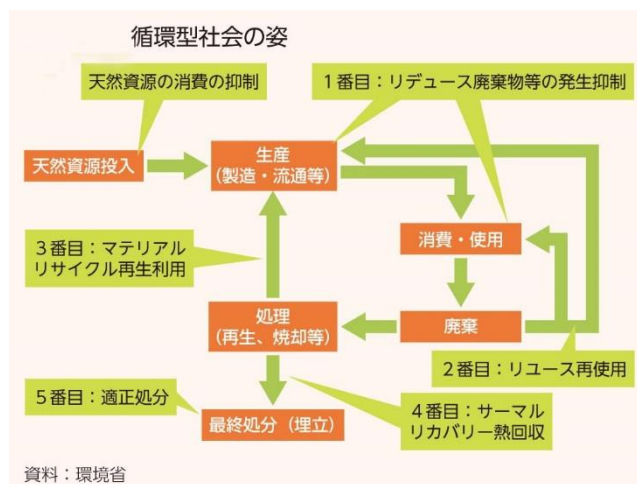 循環型社会の姿
天然資源の消費の抑制
1番目：リデュース廃棄物等の発生抑制
天然資源投入
生産
(製造・流通等)
3番目：マテリアル
リサイクル再生利用
消費・使用
処理
(再生、焼却等)
廃棄
2番目：リユース再使用
5番目：適正処分
最終処分（埋立）
4番目：サーマル
リカバリー熱回収
資料：環境省